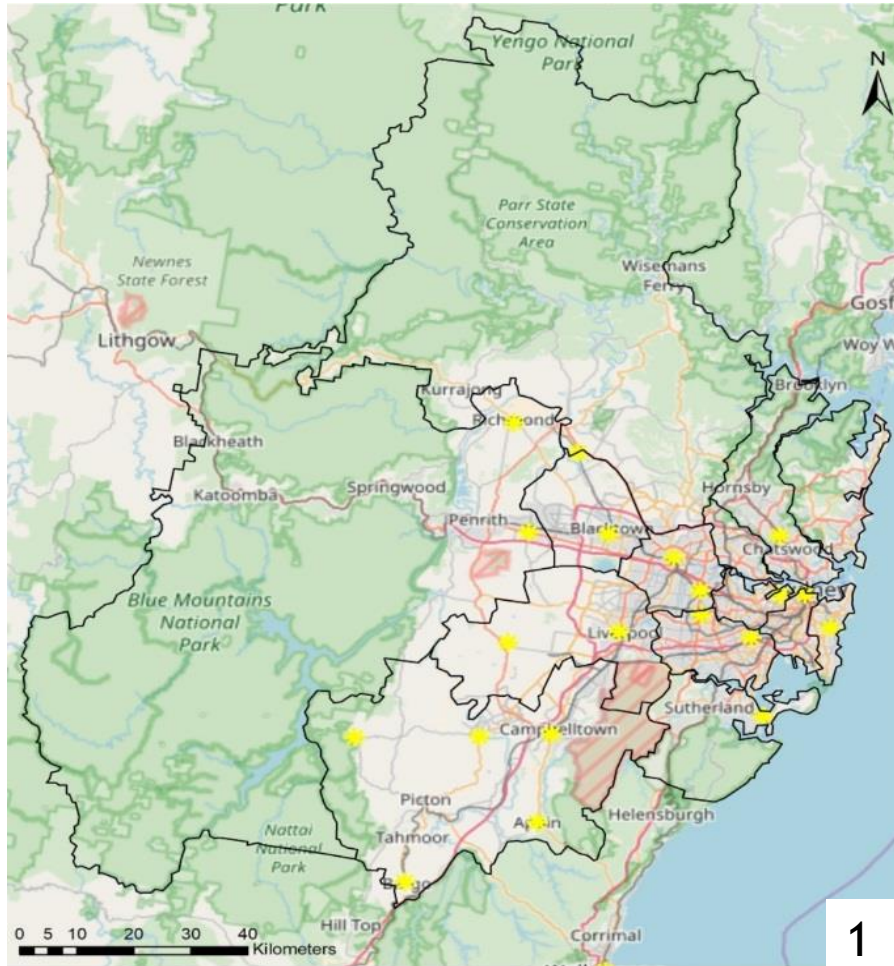 Park
Yengo National
Park
N
Parr State
Conservation
Area
Newnes
State Forest
Wisemans
Ferry
Lithgow
Gosf
Woy W
Brooklyn
Kurrajong
Richmond
Blackheath
Hornsby
Katoomba
Springwood
Penrith
Blacktown
Chatswood
Blue Mountains
National
Park
Liverpool
Sutherland
Campbelltown
Picton
Appin
Helensburgh
Tahmoor
Nattai
National
Park
Bargo
Hill Top
Corrimal
0 5 10 20 30 40
Kilometers
1